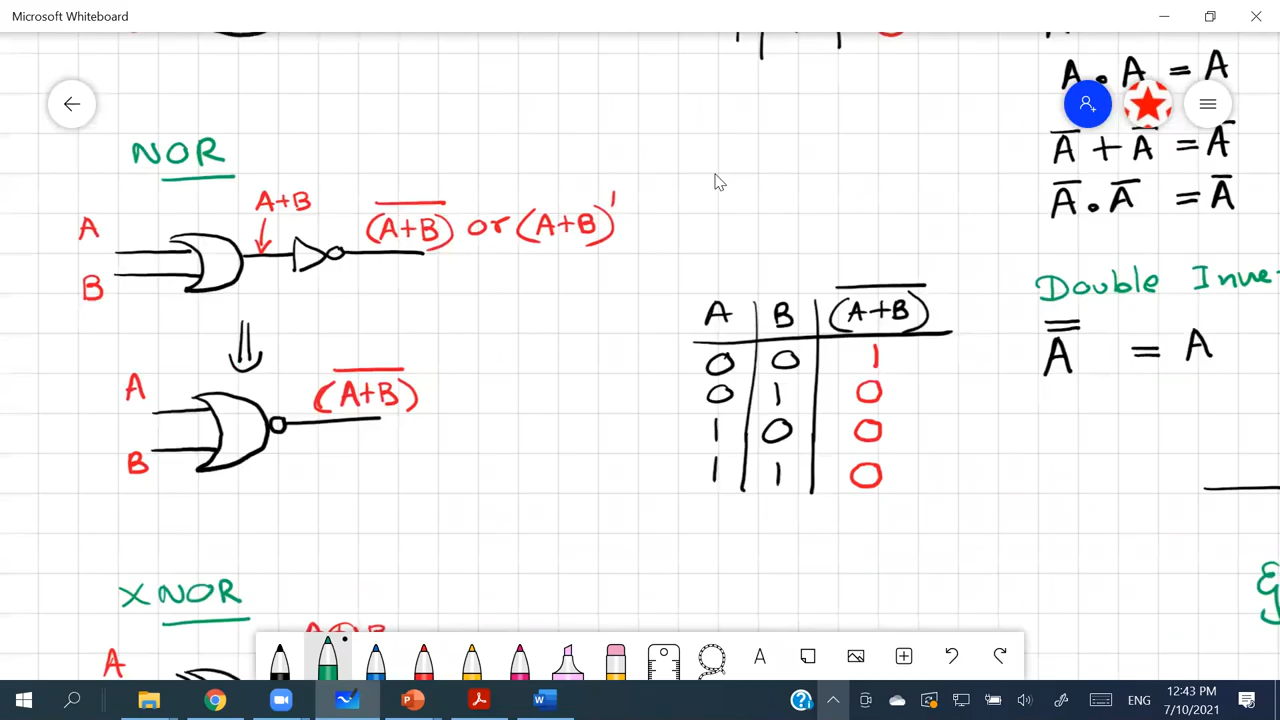 Microsoft Whiteboard
A . A = A
NOR
A̅ + A̅ = A̅
A̅ . A̅ = A̅
A+B
A
B
(A+B)̅ or (A+B)'
Double
A̿ = A
A B (A+B)̅
0 0 1
0 1 0
1 0 0
1 1 0
A
B
(A+B)̅
XNOR
A
A
ENG
12:43 PM
7/10/2021